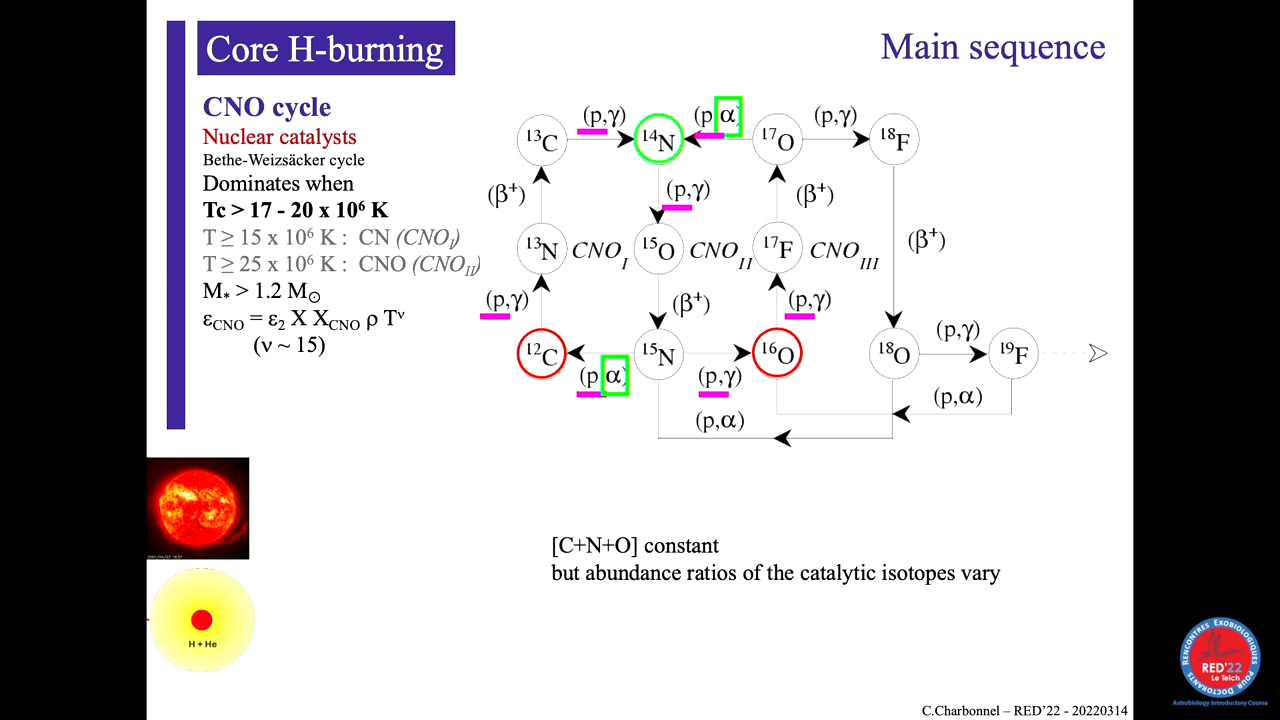 Core H-burning
Main sequence
CNO cycle
Nuclear catalysts
Bethe-Weizsäcker cycle
Dominates when
Tc > 17 - 20 x 10⁶ K
T ≥ 15 x 10⁶ K : CN (CNO_I)
T ≥ 25 x 10⁶ K : CNO (CNO_II)
M* > 1.2 M☉
ε_CNO = ε₂ X X_CNO ρ T^ν
(ν ~ 15)
(p,γ) (p,α) (p,γ)
¹³C ¹⁴N ¹⁷O ¹⁸F
(β⁺) (p,γ) (β⁺)
(β⁺)
¹³N CNO_I ¹⁵O CNO_II ¹⁷F CNO_III
(p,γ) (β⁺) (p,γ)
(p,γ)
¹²C ¹⁵N ¹⁶O ¹⁸O ¹⁹F
(p,α) (p,γ)
(p,α)
(p,α)
[C+N+O] constant
but abundance ratios of the catalytic isotopes vary
H + He
RENCONTRES EXOBIOLOGIQUES POUR DOCTORANTS
RED'22
Le Teich
Astrobiology Introductory Course
C.Charbonnel – RED'22 - 20220314